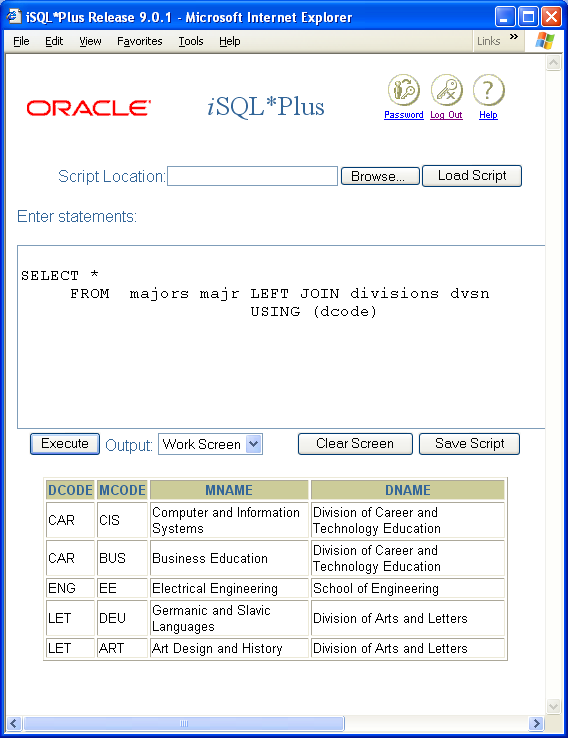 iSQL*Plus Release 9.0.1 - Microsoft Internet Explorer
File Edit View Favorites Tools Help Links »
ORACLE® iSQL*Plus
Password Log Out Help
Script Location: Browse... Load Script
Enter statements:
SELECT *
FROM majors majr LEFT JOIN divisions dvsn
USING (dcode)
Execute Output: Work Screen Clear Screen Save Script
DCODE MCODE MNAME DNAME
CAR CIS Computer and Information Systems Division of Career and Technology Education
CAR BUS Business Education Division of Career and Technology Education
ENG EE Electrical Engineering School of Engineering
LET DEU Germanic and Slavic Languages Division of Arts and Letters
LET ART Art Design and History Division of Arts and Letters